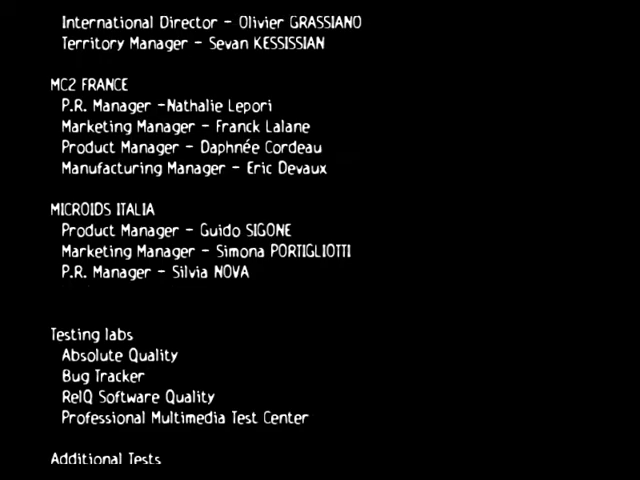 International Director - Olivier GRASSIANO
Territory Manager - Sevan KESSISSIAN
MC2 FRANCE
P.R. Manager -Nathalie Lepori
Marketing Manager - Franck Lalane
Product Manager - Daphnée Cordeau
Manufacturing Manager - Eric Devaux
MICROIDS ITALIA
Product Manager - Guido SIGONE
Marketing Manager - Simona PORTIGLIOTTI
P.R. Manager - Silvia NOVA
Testing labs
Absolute Quality
Bug Tracker
RelQ Software Quality
Professional Multimedia Test Center
Additional Tests